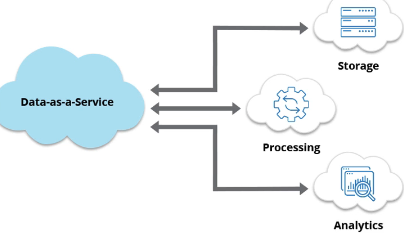 Storage
Data-as-a-Service
Processing
Analytics